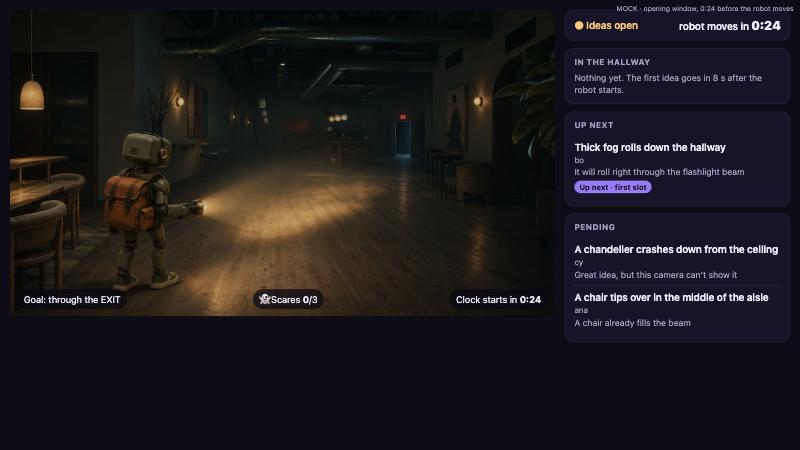 MOCK · opening window, 0:24 before the robot moves
Ideas open
robot moves in 0:24
IN THE HALLWAY
Nothing yet. The first idea goes in 8 s after the
robot starts.
UP NEXT
Thick fog rolls down the hallway
bo
It will roll right through the flashlight beam
Up next · first slot
PENDING
A chandelier crashes down from the ceiling
cy
Great idea, but this camera can't show it
A chair tips over in the middle of the aisle
ana
A chair already fills the beam
Goal: through the EXIT
Scares 0/3
Clock starts in 0:24